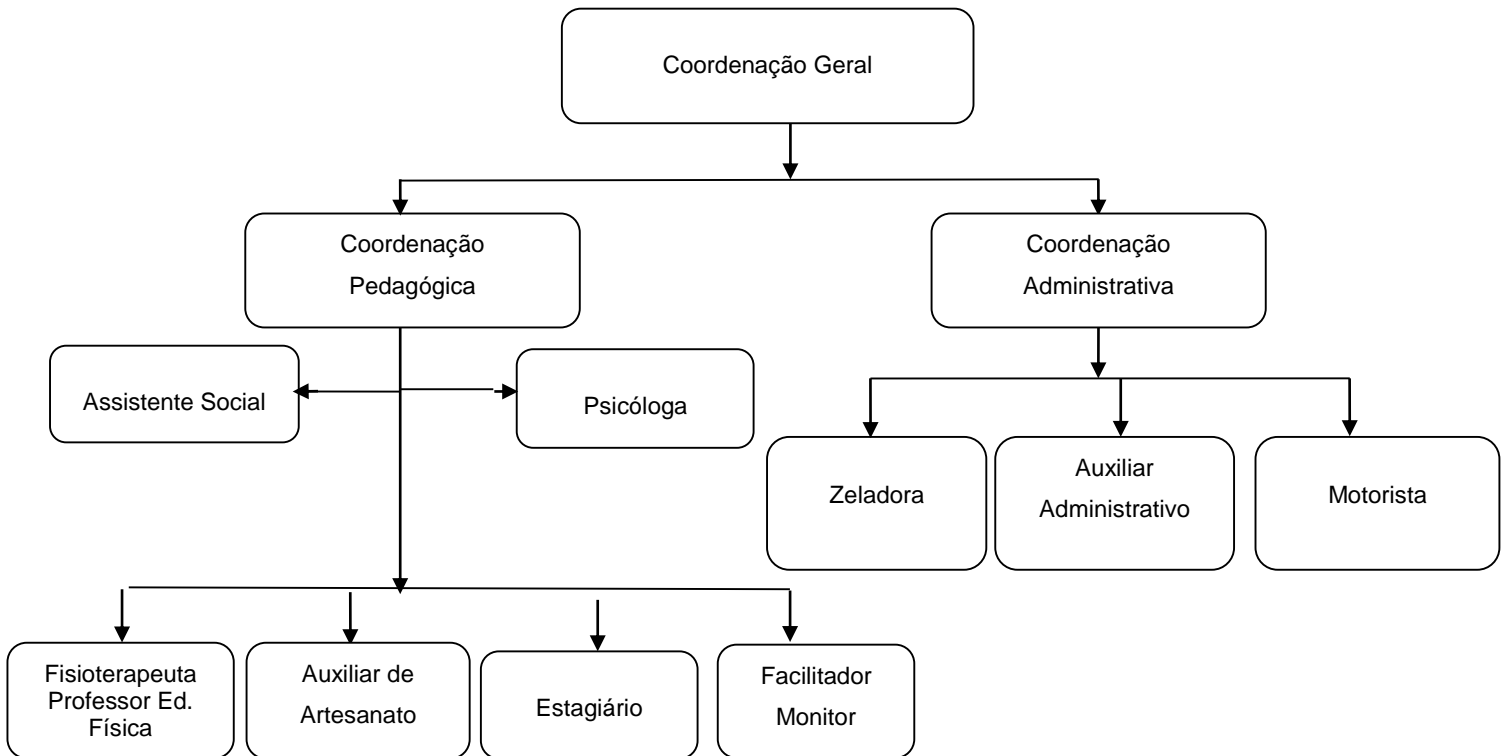 Coordenação Geral
Coordenação
Pedagógica
Coordenação
Administrativa
Assistente Social
Psicóloga
Zeladora
Auxiliar
Administrativo
Motorista
Fisioterapeuta
Professor Ed.
Física
Auxiliar de
Artesanato
Estagiário
Facilitador
Monitor